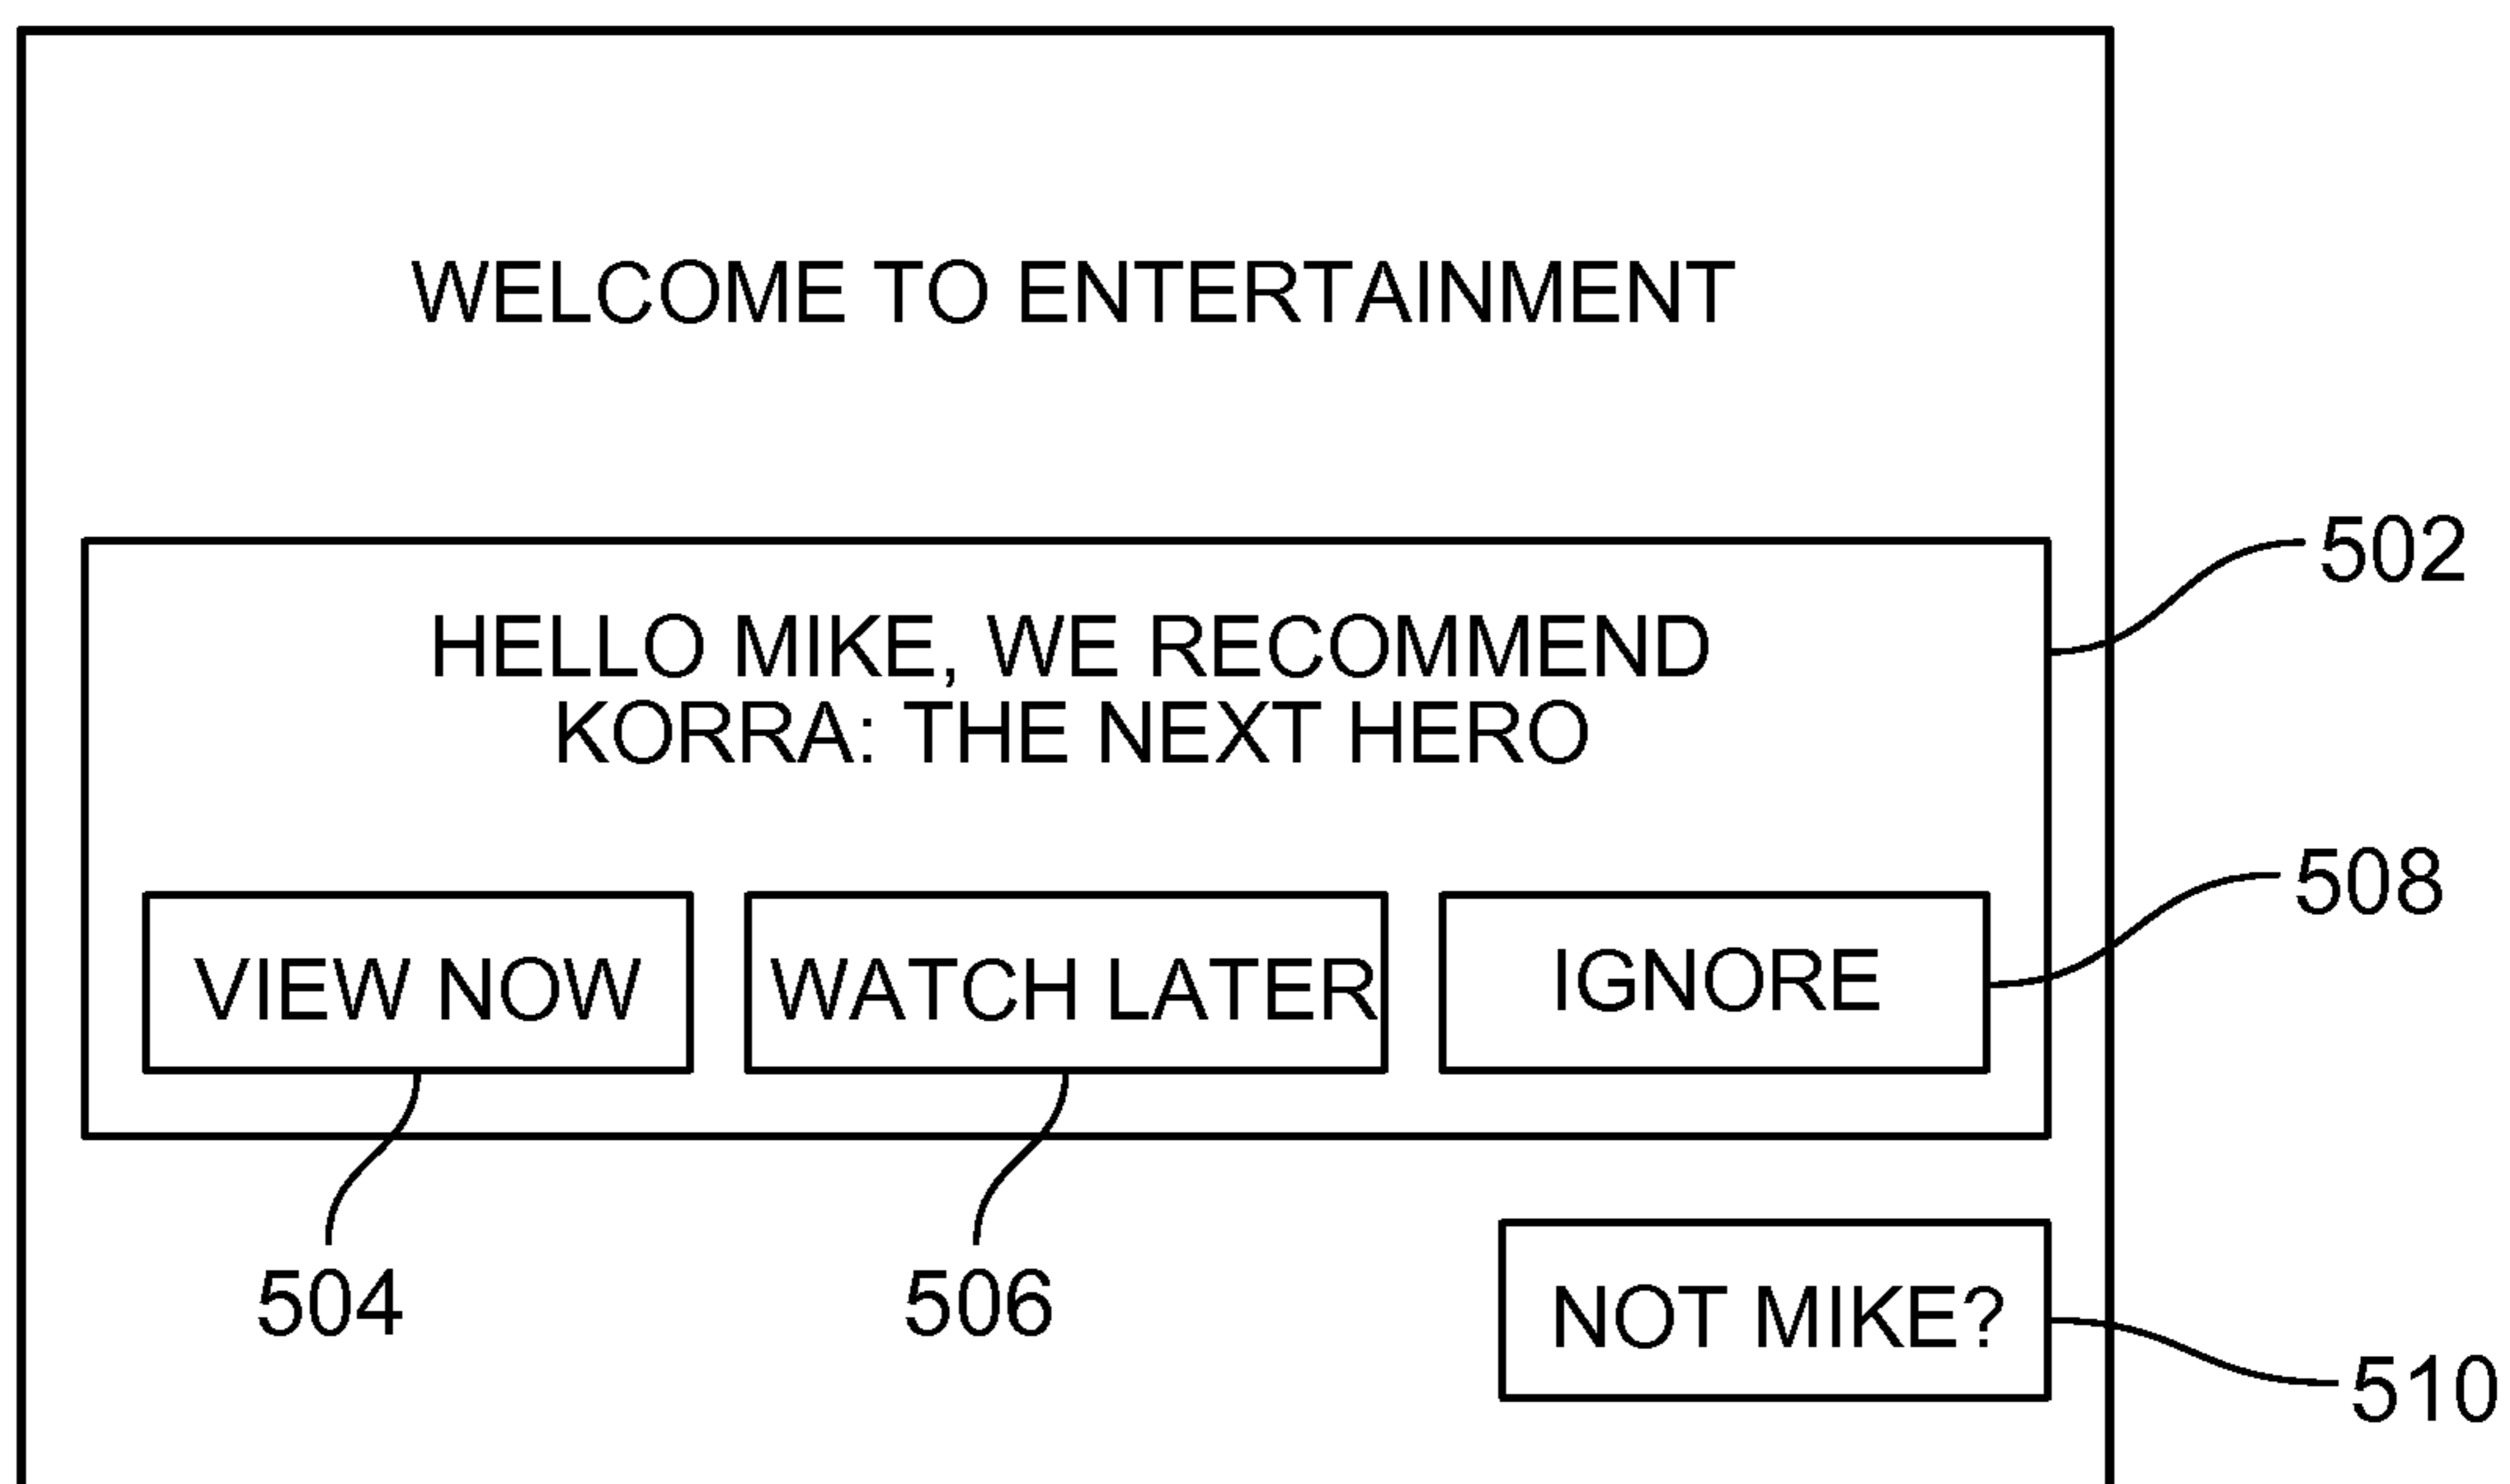 WELCOME TO ENTERTAINMENT
502
HELLO MIKE, WE RECOMMEND
KORRA: THE NEXT HERO
508
VIEW NOW
WATCH LATER
IGNORE
504
506
NOT MIKE?
510